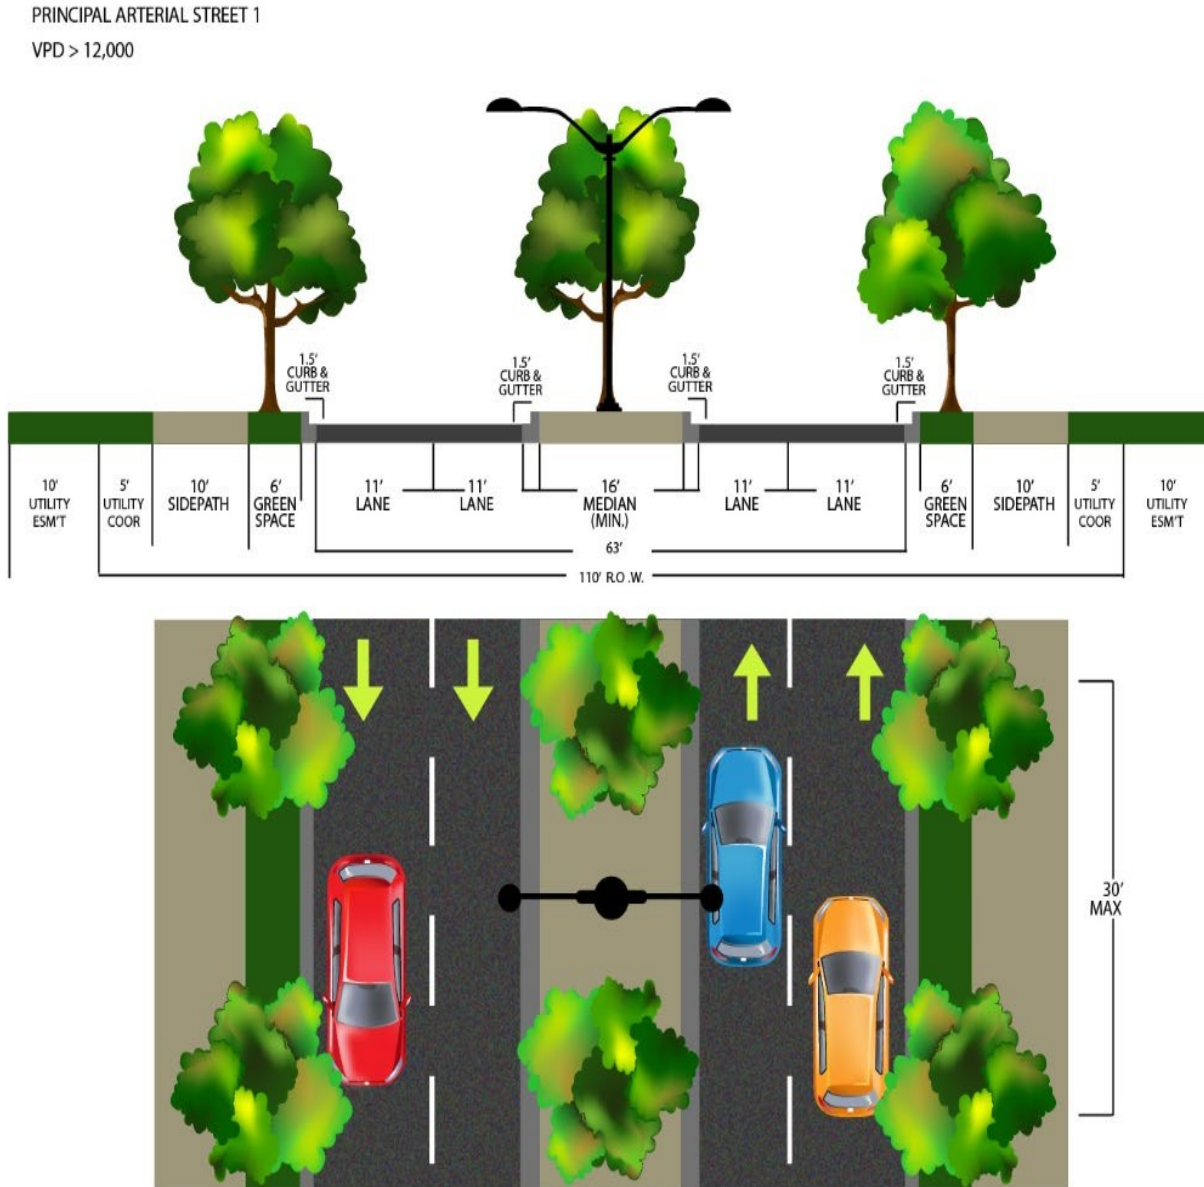 PRINCIPAL ARTERIAL STREET 1
VPD > 12,000
1.5'
CURB &
GUTTER
1.5'
CURB &
GUTTER
1.5'
CURB &
GUTTER
1.5'
CURB &
GUTTER
10'
UTILITY
ESM'T
5'
UTILITY
COOR
10'
SIDEPATH
6'
GREEN
SPACE
11'
LANE
11'
LANE
16'
MEDIAN
(MIN.)
11'
LANE
11'
LANE
6'
GREEN
SPACE
10'
SIDEPATH
5'
UTILITY
COOR
10'
UTILITY
ESM'T
63'
110' R.O .W.
30'
MAX